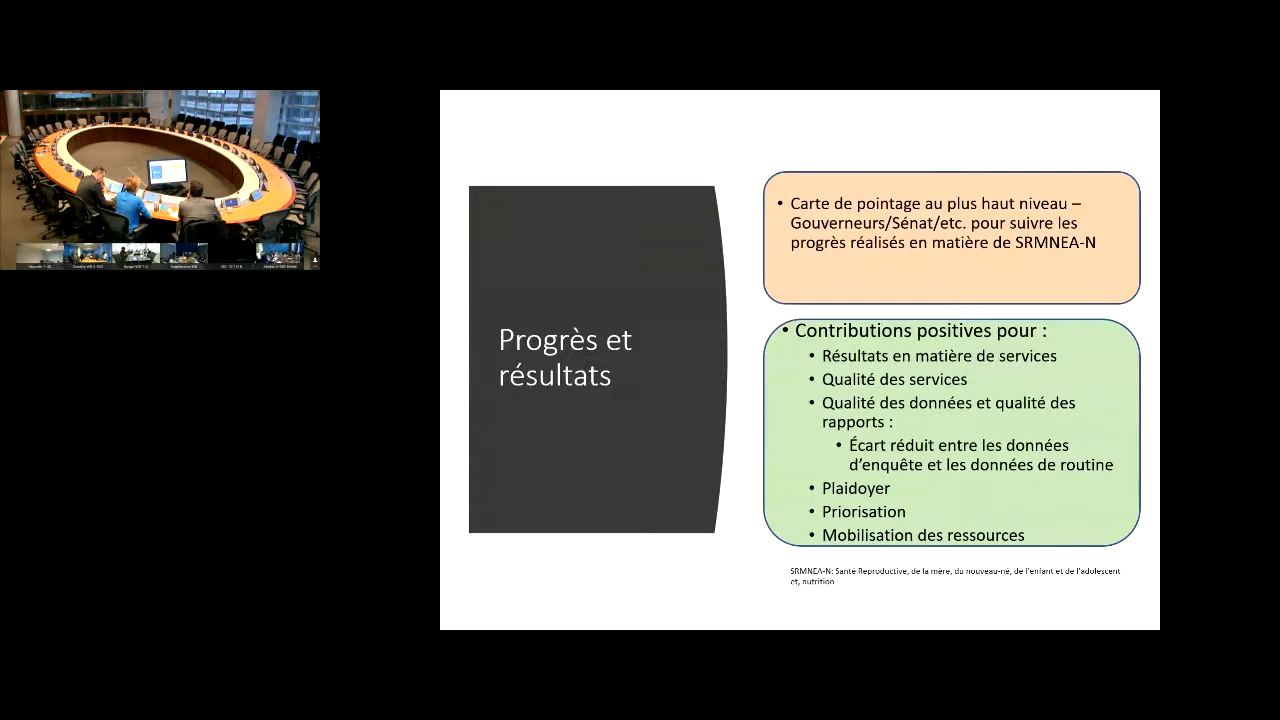 Progrès et
résultats
• Carte de pointage au plus haut niveau –
Gouverneurs/Sénat/etc. pour suivre les
progrès réalisés en matière de SRMNEA-N
• Contributions positives pour :
• Résultats en matière de services
• Qualité des services
• Qualité des données et qualité des
rapports :
• Écart réduit entre les données
d’enquête et les données de routine
• Plaidoyer
• Priorisation
• Mobilisation des ressources
SRMNEA-N: Santé Reproductive, de la mère, du nouveau-né, de l’enfant et de l’adolescent
et, nutrition